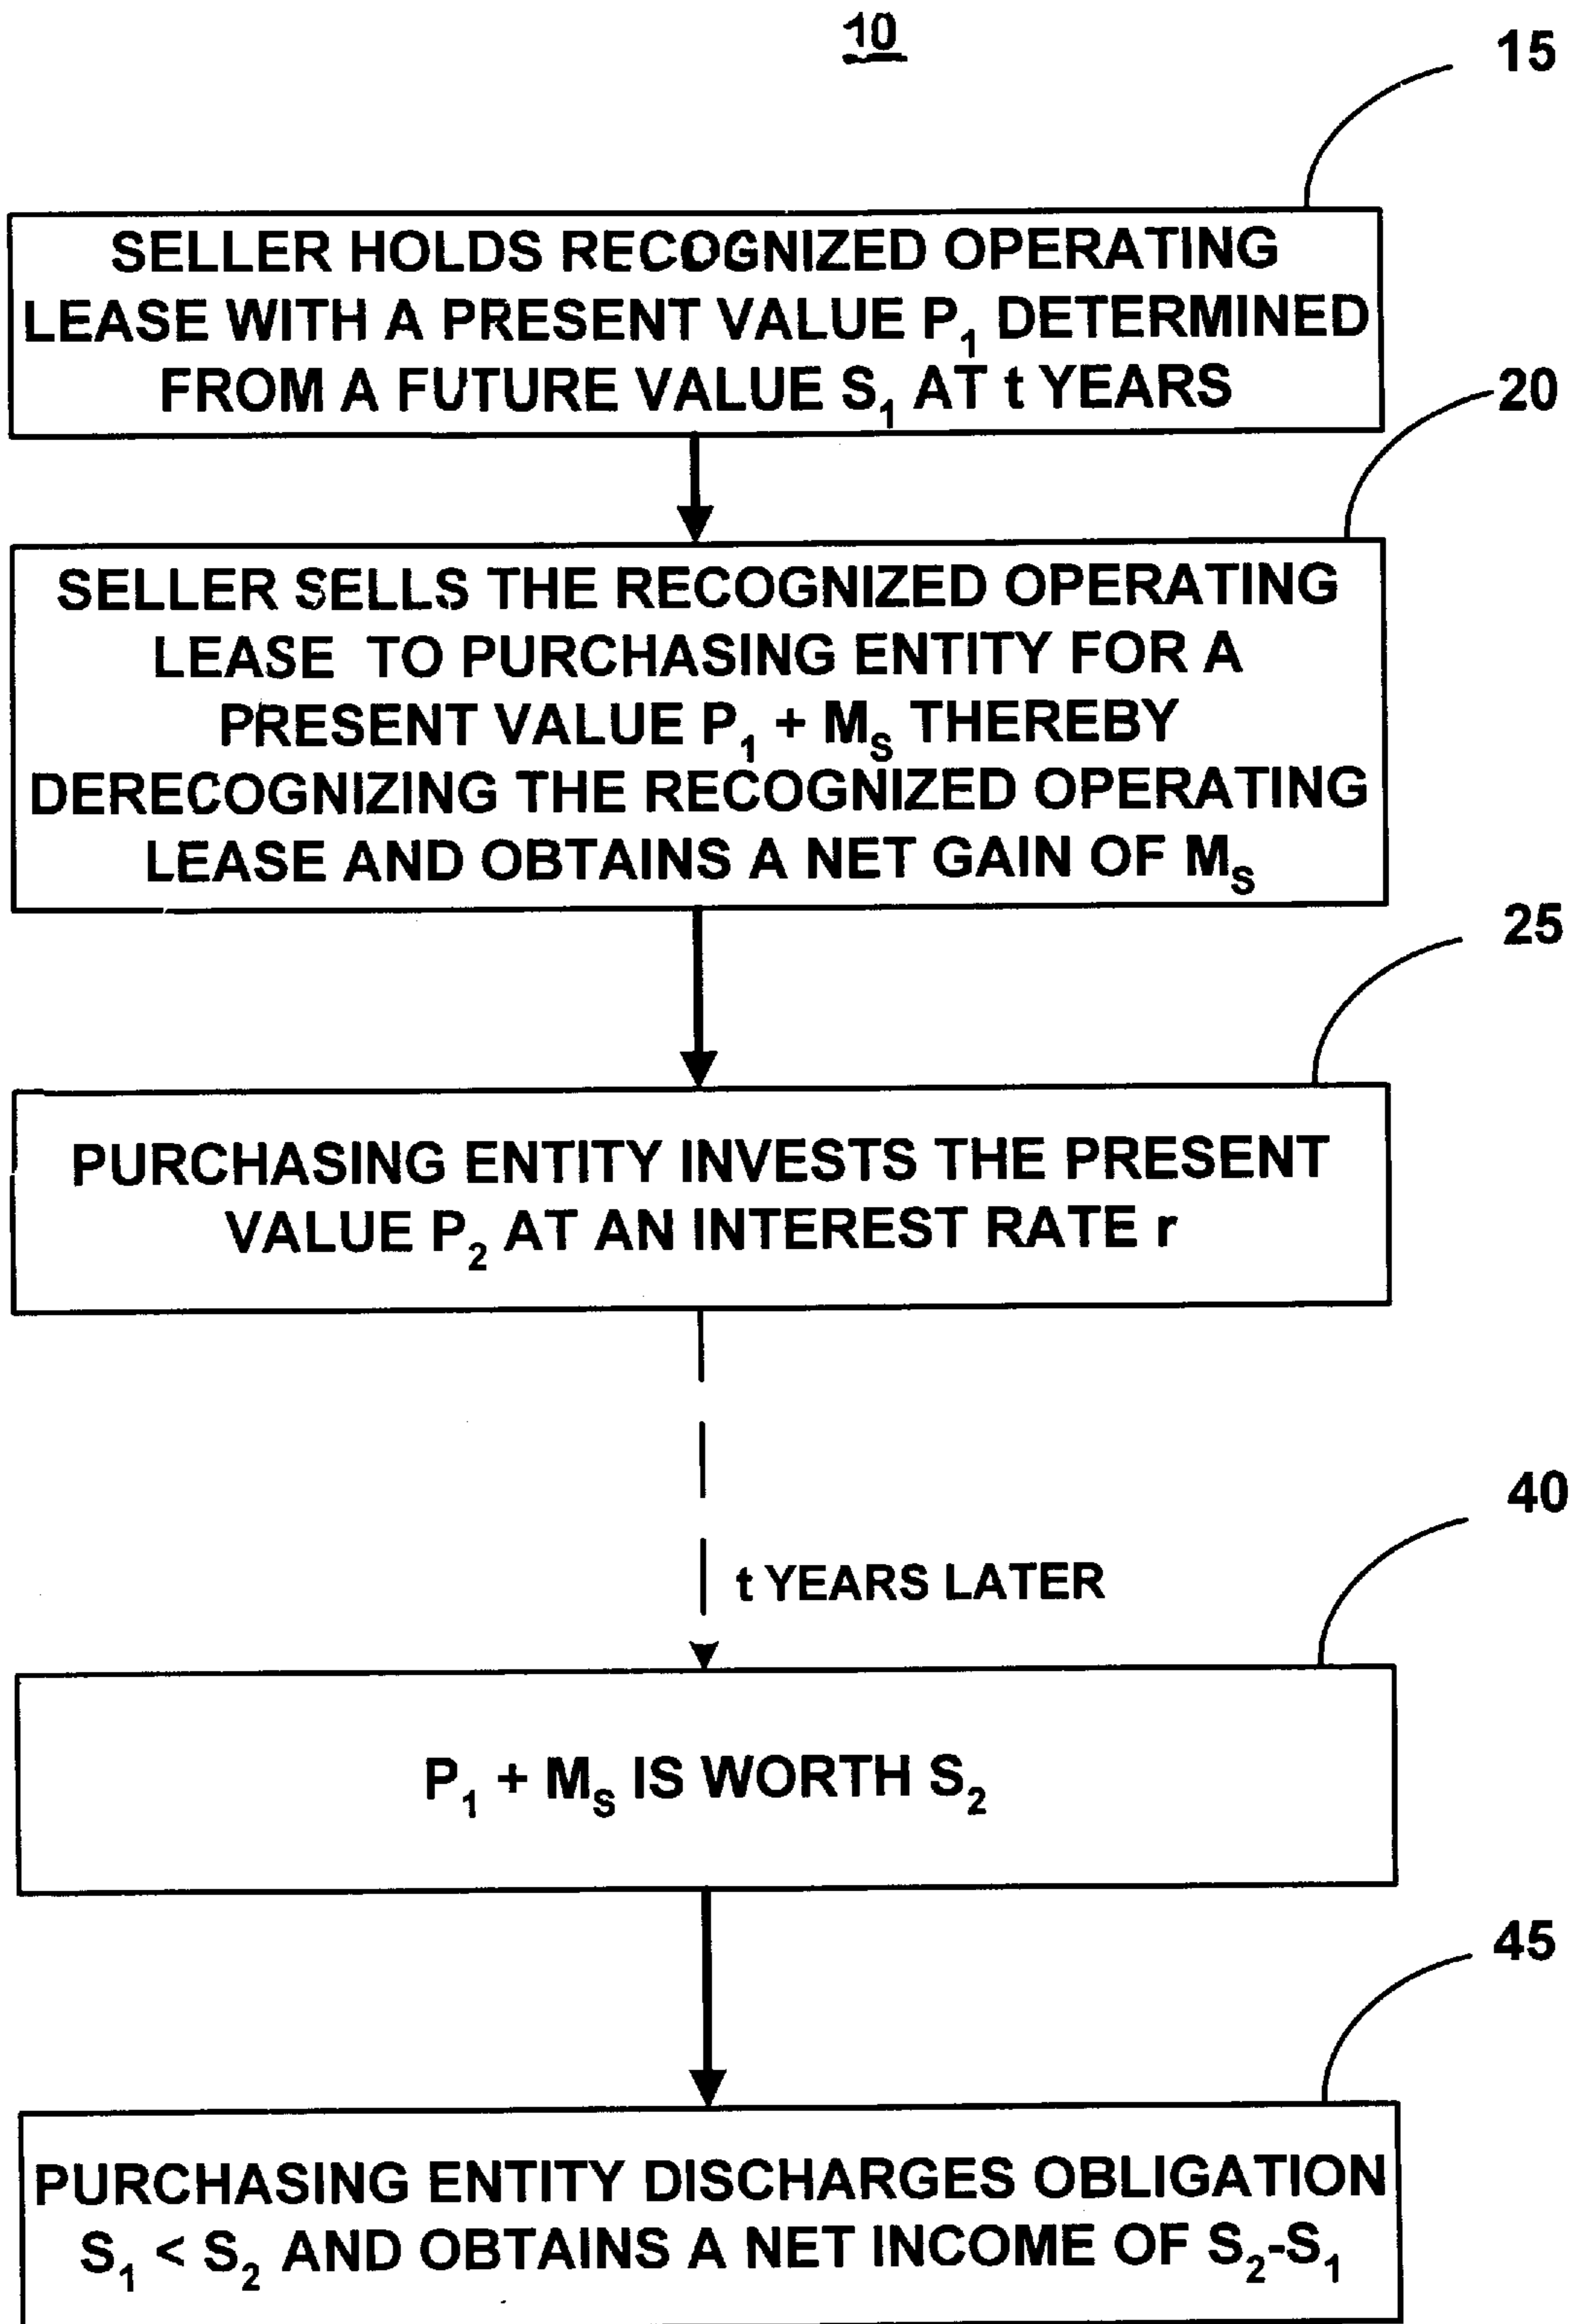 10
15
SELLER HOLDS RECOGNIZED OPERATING
LEASE WITH A PRESENT VALUE P₁ DETERMINED
FROM A FUTURE VALUE S₁ AT t YEARS
20
SELLER SELLS THE RECOGNIZED OPERATING
LEASE TO PURCHASING ENTITY FOR A
PRESENT VALUE P₁ + Mₛ THEREBY
DERECOGNIZING THE RECOGNIZED OPERATING
LEASE AND OBTAINS A NET GAIN OF Mₛ
25
PURCHASING ENTITY INVESTS THE PRESENT
VALUE P₂ AT AN INTEREST RATE r
t YEARS LATER
40
P₁ + Mₛ IS WORTH S₂
45
PURCHASING ENTITY DISCHARGES OBLIGATION
S₁ < S₂ AND OBTAINS A NET INCOME OF S₂-S₁